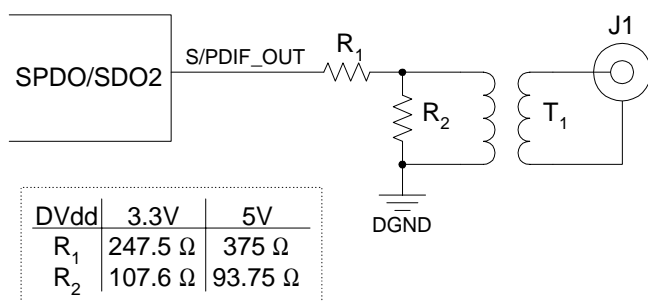 J1
S/PDIF_OUT
R1
SPDO/SDO2
R2
T1
DGND
DVdd 3.3V 5V
R1 247.5 Ω 375 Ω
R2 107.6 Ω 93.75 Ω